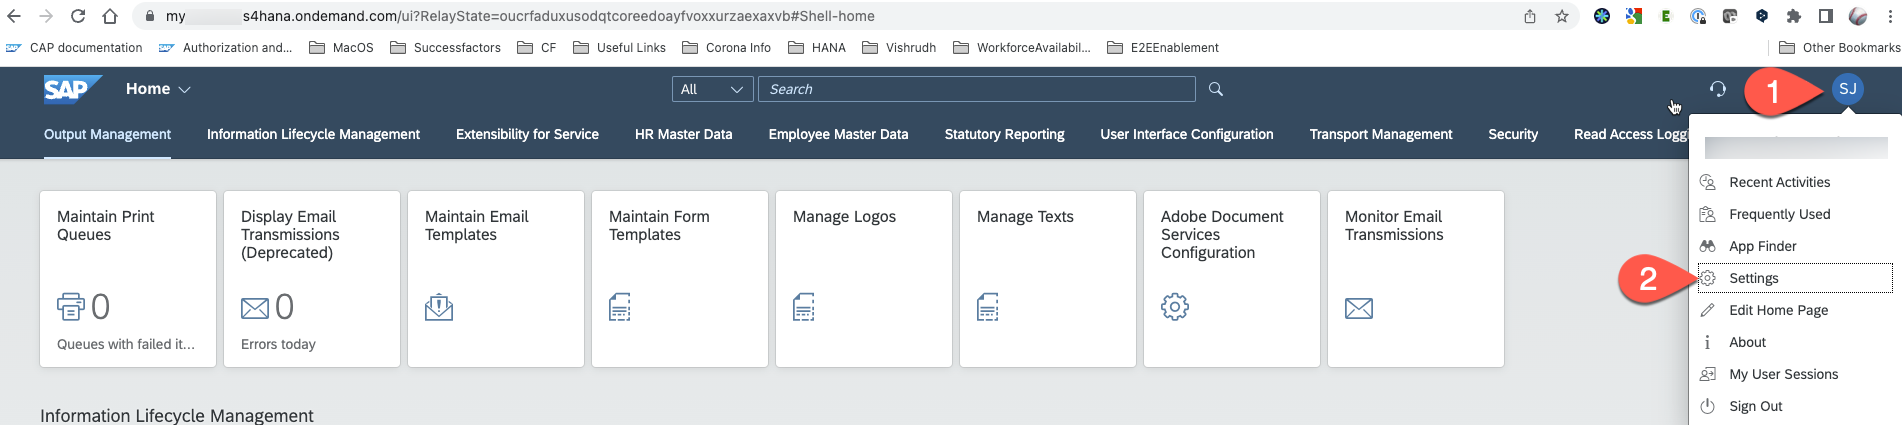 my s4hana.ondemand.com/ui?RelayState=oucrfaduxusodqtcoreedoayfvoxxurzaexaxvb#Shell-home
CAP documentation Authorization and... MacOS Successfactors CF Useful Links Corona Info HANA Vishrudh WorkforceAvailabil... E2EEnablement Other Bookmarks
SAP Home All Search 1 SJ
Output Management Information Lifecycle Management Extensibility for Service HR Master Data Employee Master Data Statutory Reporting User Interface Configuration Transport Management Security Read Access Loggi
Maintain Print Queues
0
Queues with failed it...
Display Email Transmissions (Deprecated)
0
Errors today
Maintain Email Templates
Maintain Form Templates
Manage Logos
Manage Texts
Adobe Document Services Configuration
Monitor Email Transmissions
Recent Activities
Frequently Used
App Finder
2 Settings
Edit Home Page
About
My User Sessions
Sign Out
Information Lifecycle Management